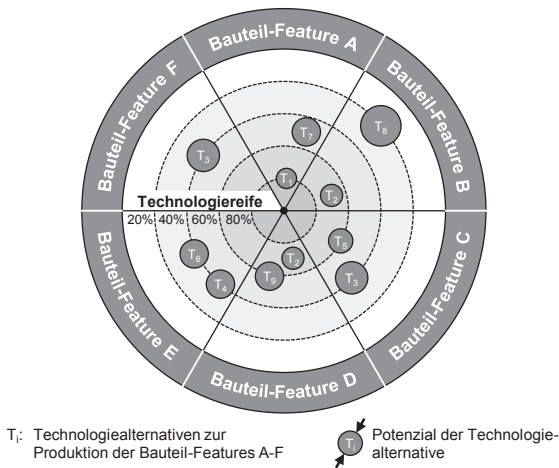 Bauteil-Feature A
Bauteil-Feature F
Bauteil-Feature B
T8
T7
T3
T1
Technologiereife
T2
20% 40% 60% 80%
T5
T6
T2
T9
T4
T3
Bauteil-Feature E
Bauteil-Feature C
Bauteil-Feature D
Ti: Technologiealternativen zur
Produktion der Bauteil-Features A-F
Ti
Potenzial der Technologie-
alternative